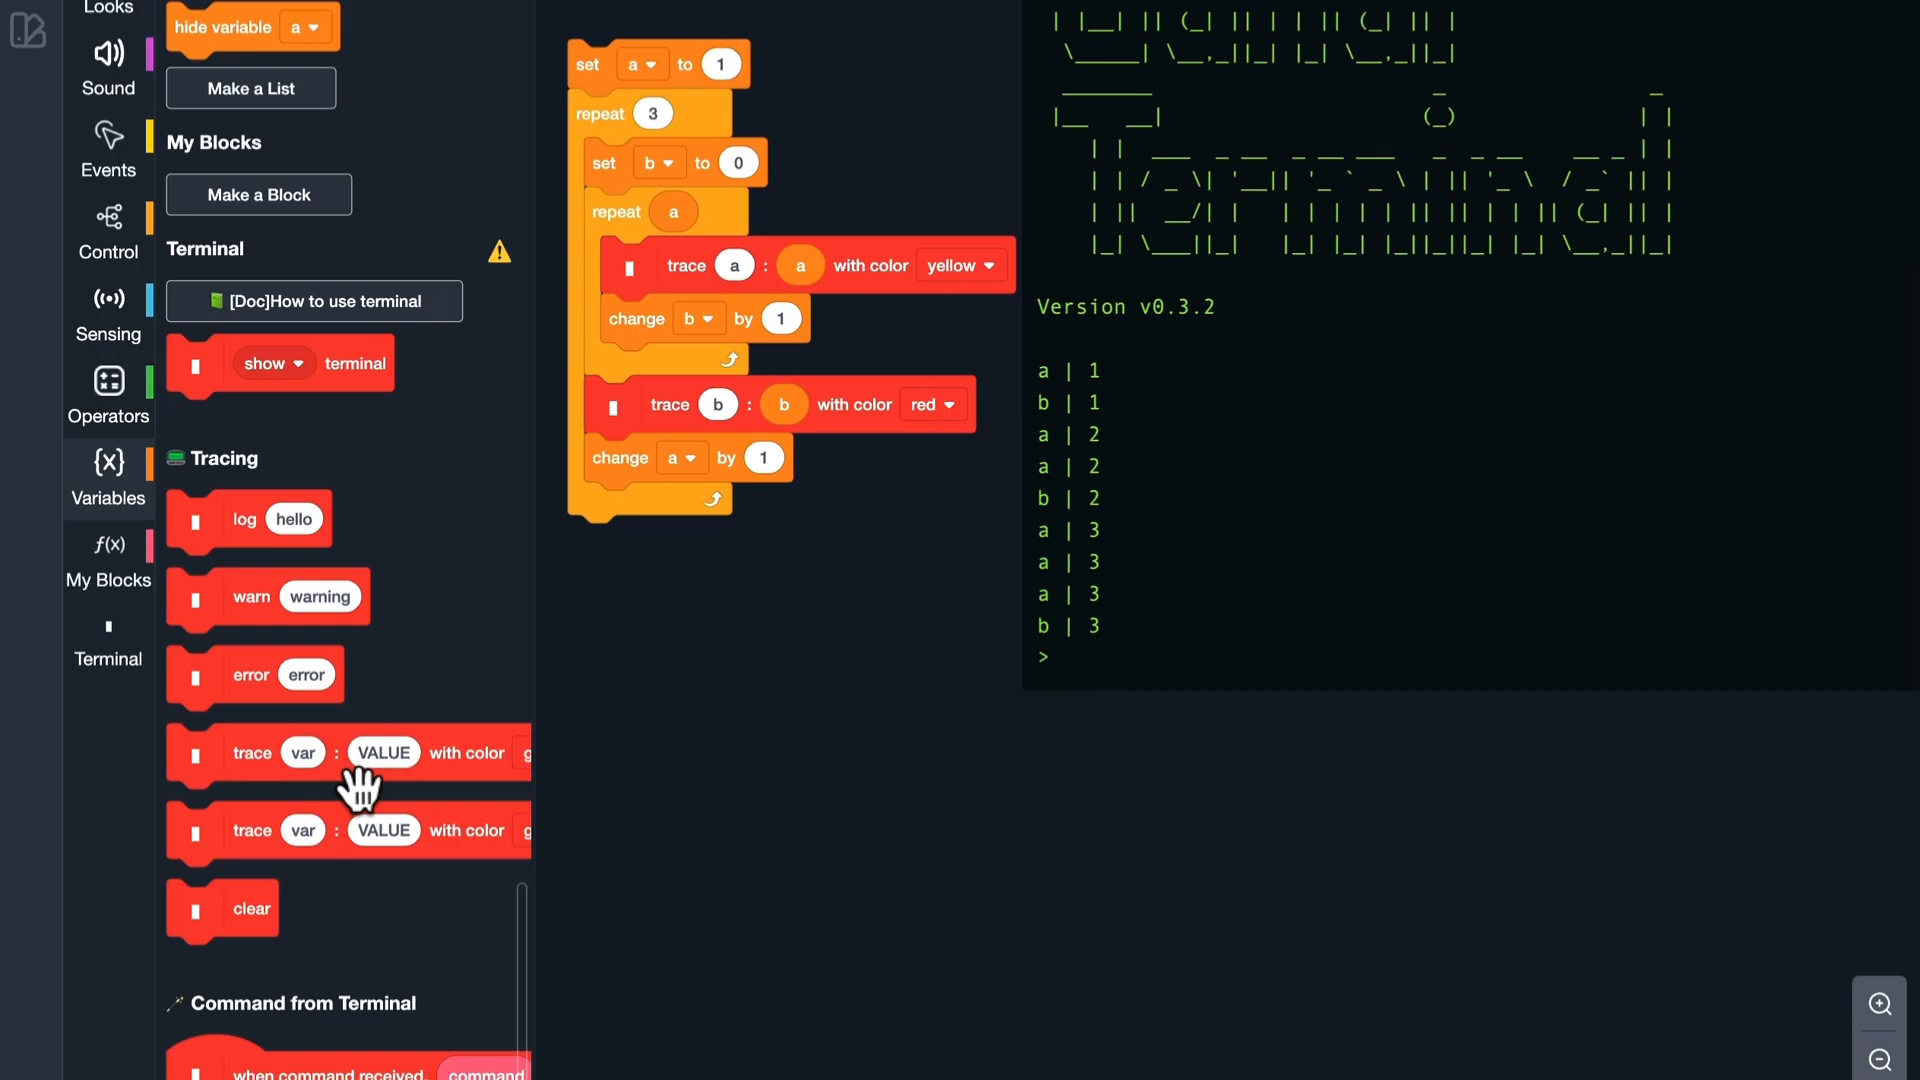 Looks
Sound
Events
Control
Sensing
Operators
{x}
Variables
f(x)
My Blocks
Terminal
hide variable a
Make a List
My Blocks
Make a Block
Terminal
[Doc]How to use terminal
show terminal
Tracing
log hello
warn warning
error error
trace var : VALUE with color g
trace var : VALUE with color g
clear
Command from Terminal
when command received, command
set a to 1
repeat 3
set b to 0
repeat a
trace a : a with color yellow
change b by 1
trace b : b with color red
change a by 1
Terminal
Version v0.3.2
a | 1
b | 1
a | 2
a | 2
b | 2
a | 3
a | 3
a | 3
b | 3
>